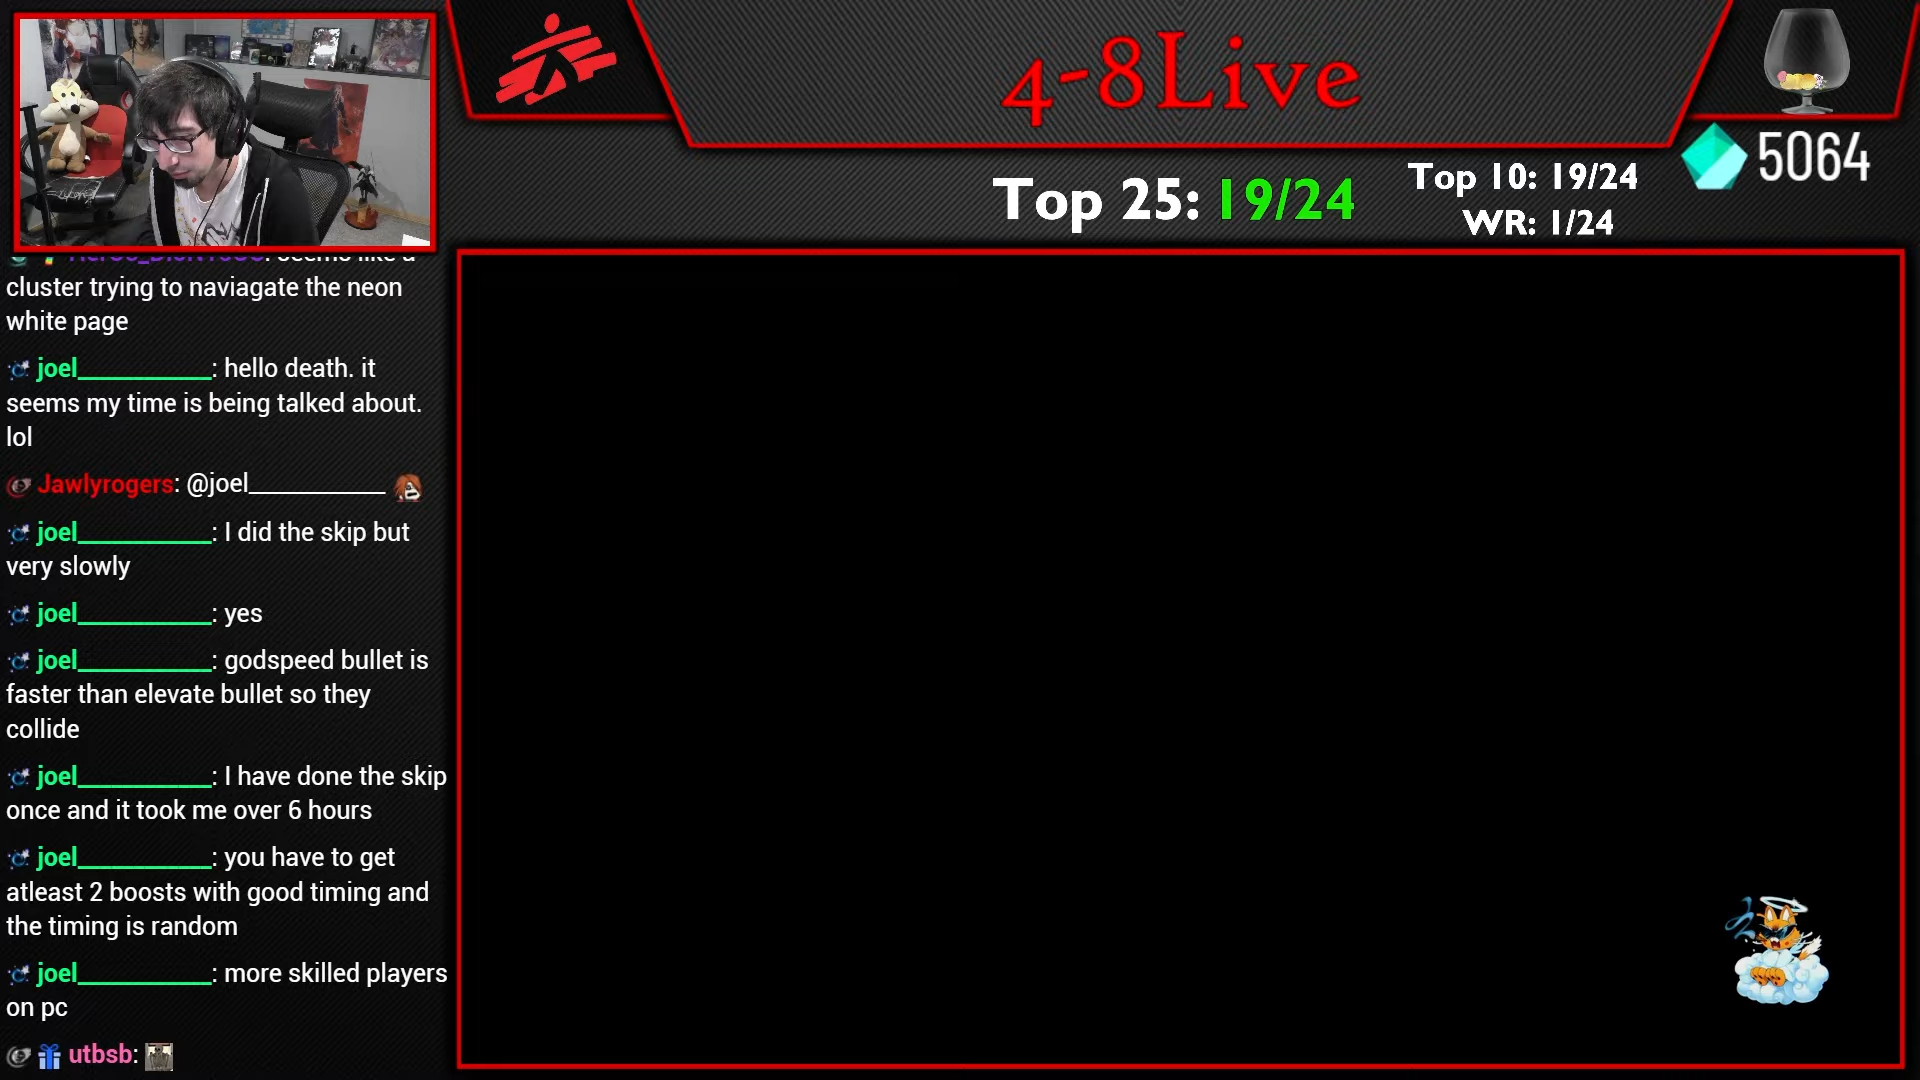 4-8Live
5064
Top 25: 19/24
Top 10: 19/24
WR: 1/24
cluster trying to naviagate the neon
white page
joel___________: hello death. it
seems my time is being talked about.
lol
Jawlyrogers: @joel___________
joel___________: I did the skip but
very slowly
joel___________: yes
joel___________: godspeed bullet is
faster than elevate bullet so they
collide
joel___________: I have done the skip
once and it took me over 6 hours
joel___________: you have to get
atleast 2 boosts with good timing and
the timing is random
joel___________: more skilled players
on pc
utbsb: